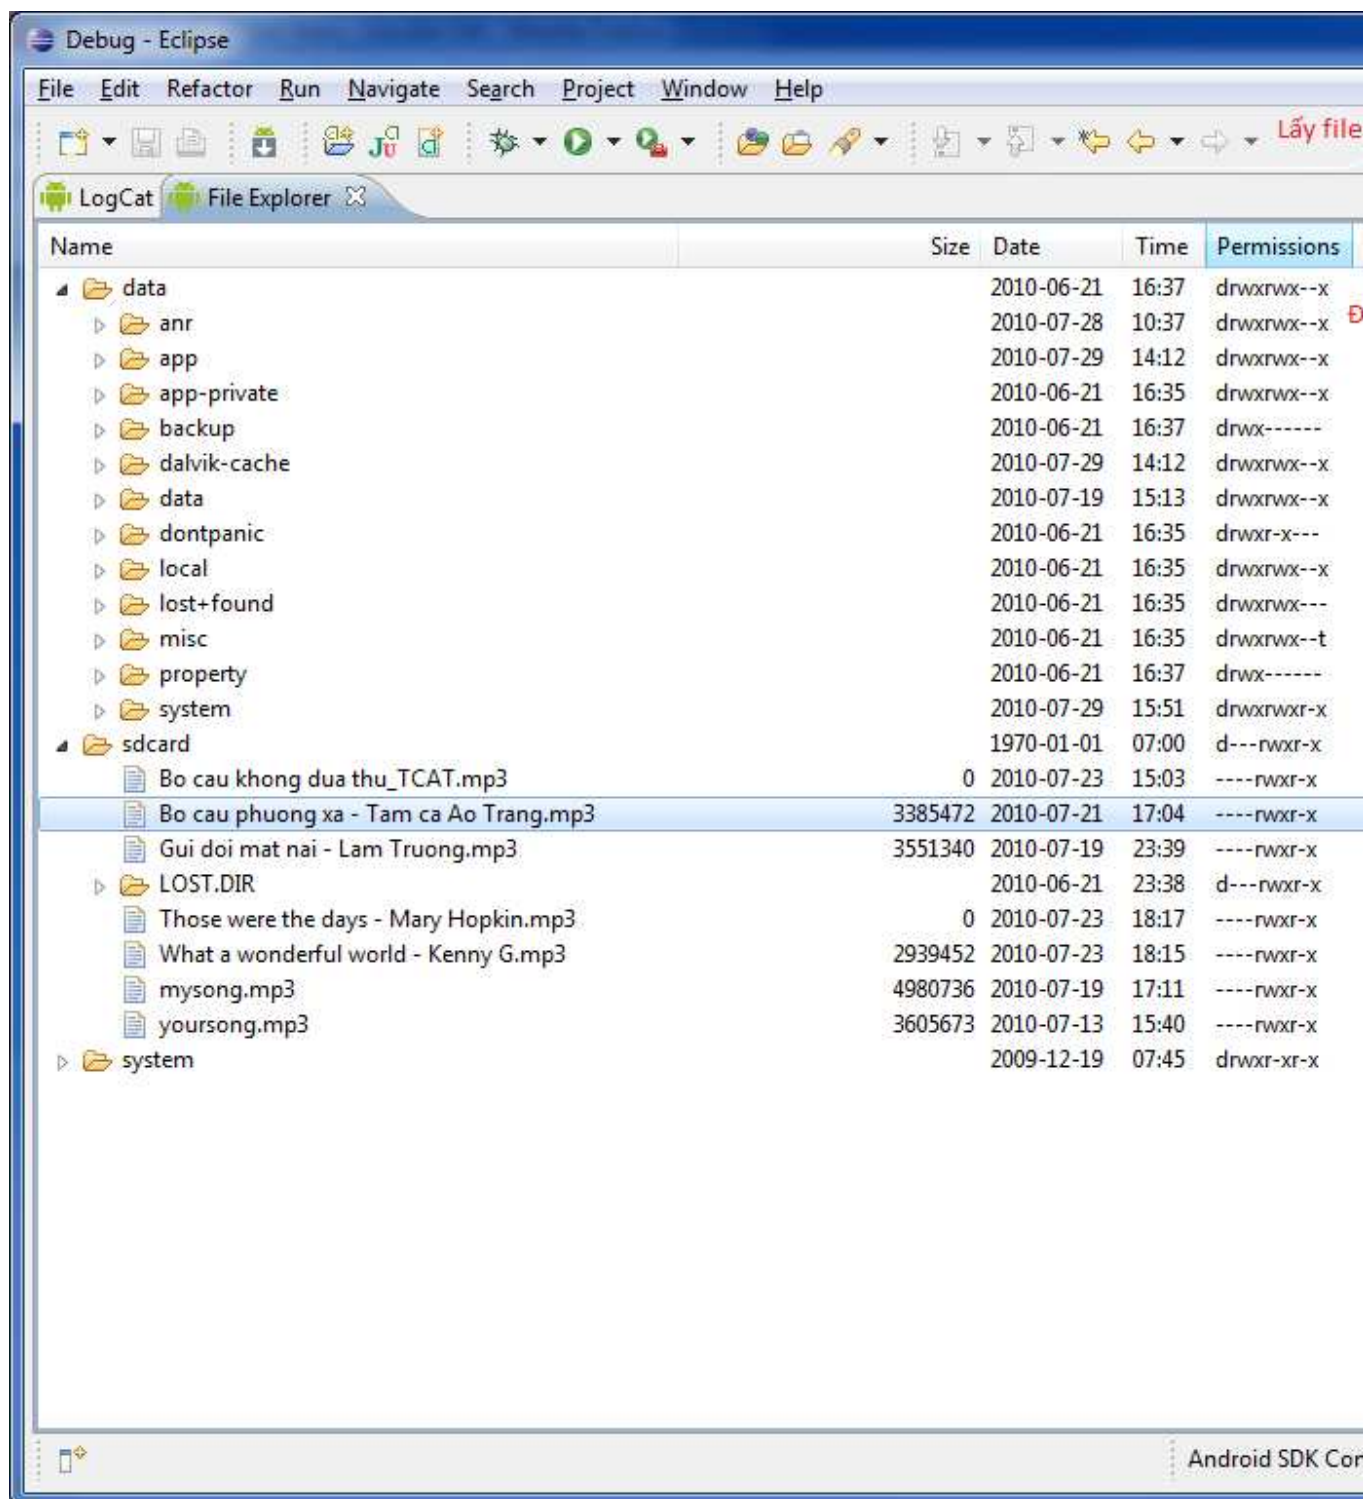 Debug - Eclipse
File Edit Refactor Run Navigate Search Project Window Help
Lấy file
LogCat File Explorer
Name Size Date Time Permissions
data 2010-06-21 16:37 drwxrwx--x
Đ
anr 2010-07-28 10:37 drwxrwx--x
app 2010-07-29 14:12 drwxrwx--x
app-private 2010-06-21 16:35 drwxrwx--x
backup 2010-06-21 16:37 drwx------
dalvik-cache 2010-07-29 14:12 drwxrwx--x
data 2010-07-19 15:13 drwxrwx--x
dontpanic 2010-06-21 16:35 drwxr-x---
local 2010-06-21 16:35 drwxrwx--x
lost+found 2010-06-21 16:35 drwxrwx---
misc 2010-06-21 16:35 drwxrwx--t
property 2010-06-21 16:37 drwx------
system 2010-07-29 15:51 drwxrwxr-x
sdcard 1970-01-01 07:00 d---rwxr-x
Bo cau khong dua thu_TCAT.mp3 0 2010-07-23 15:03 ----rwxr-x
Bo cau phuong xa - Tam ca Ao Trang.mp3 3385472 2010-07-21 17:04 ----rwxr-x
Gui doi mat nai - Lam Truong.mp3 3551340 2010-07-19 23:39 ----rwxr-x
LOST.DIR 2010-06-21 23:38 d---rwxr-x
Those were the days - Mary Hopkin.mp3 0 2010-07-23 18:17 ----rwxr-x
What a wonderful world - Kenny G.mp3 2939452 2010-07-23 18:15 ----rwxr-x
mysong.mp3 4980736 2010-07-19 17:11 ----rwxr-x
yoursong.mp3 3605673 2010-07-13 15:40 ----rwxr-x
system 2009-12-19 07:45 drwxr-xr-x
Android SDK Con